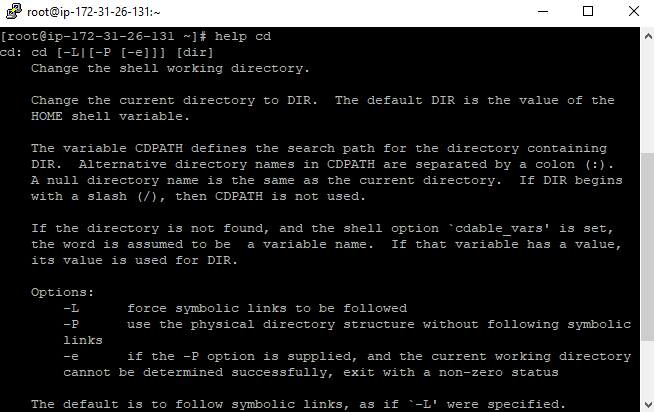 root@ip-172-31-26-131:~
[root@ip-172-31-26-131 ~]# help cd
cd: cd [-L|[-P [-e]]] [dir]
    Change the shell working directory.

    Change the current directory to DIR.  The default DIR is the value of the
    HOME shell variable.

    The variable CDPATH defines the search path for the directory containing
    DIR.  Alternative directory names in CDPATH are separated by a colon (:).
    A null directory name is the same as the current directory.  If DIR begins
    with a slash (/), then CDPATH is not used.

    If the directory is not found, and the shell option `cdable_vars' is set,
    the word is assumed to be  a variable name.  If that variable has a value,
    its value is used for DIR.

    Options:
        -L      force symbolic links to be followed
        -P      use the physical directory structure without following symbolic
        links
        -e      if the -P option is supplied, and the current working directory
        cannot be determined successfully, exit with a non-zero status

    The default is to follow symbolic links, as if `-L' were specified.